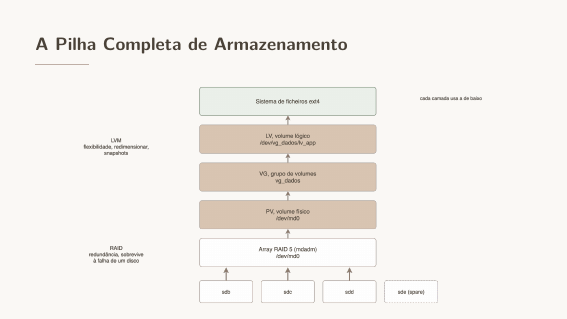 A Pilha Completa de Armazenamento
Sistema de ficheiros ext4
cada camada usa a de baixo
LV, volume lógico
/dev/vg_dados/lv_app
LVM
flexibilidade, redimensionar,
snapshots
VG, grupo de volumes
vg_dados
PV, volume físico
/dev/md0
RAID
redundância, sobrevive
à falha de um disco
Array RAID 5 (mdadm)
/dev/md0
sdb
sdc
sdd
sde (spare)